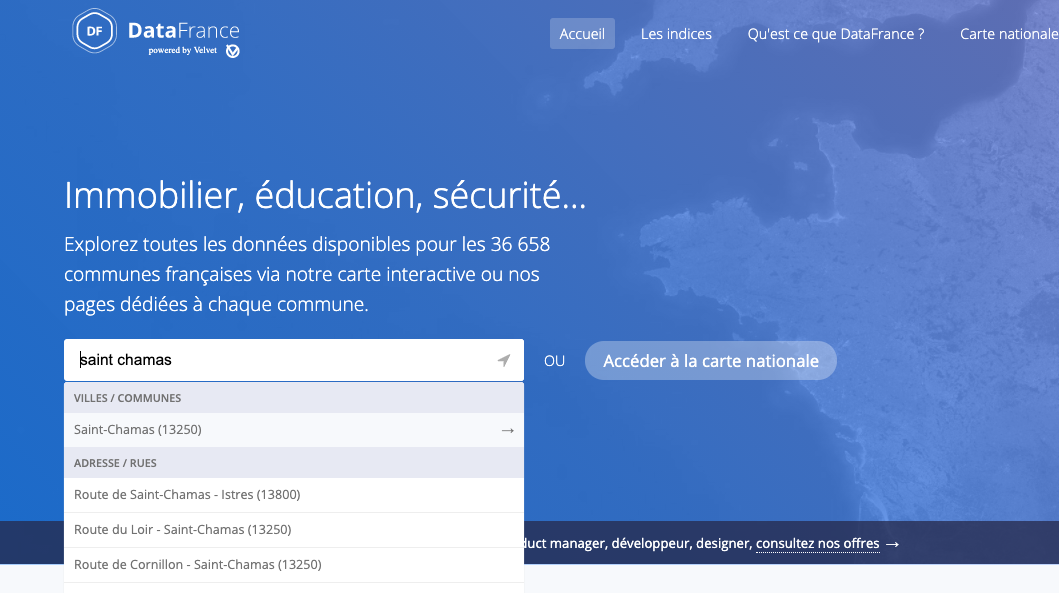 DF DataFrance
powered by Velvet
Accueil Les indices Qu'est ce que DataFrance ? Carte nationale
Immobilier, éducation, sécurité...
Explorez toutes les données disponibles pour les 36 658
communes françaises via notre carte interactive ou nos
pages dédiées à chaque commune.
saint chamas
OU
Accéder à la carte nationale
VILLES / COMMUNES
Saint-Chamas (13250) →
ADRESSE / RUES
Route de Saint-Chamas - Istres (13800)
Route du Loir - Saint-Chamas (13250)
duct manager, développeur, designer, consultez nos offres →
Route de Cornillon - Saint-Chamas (13250)